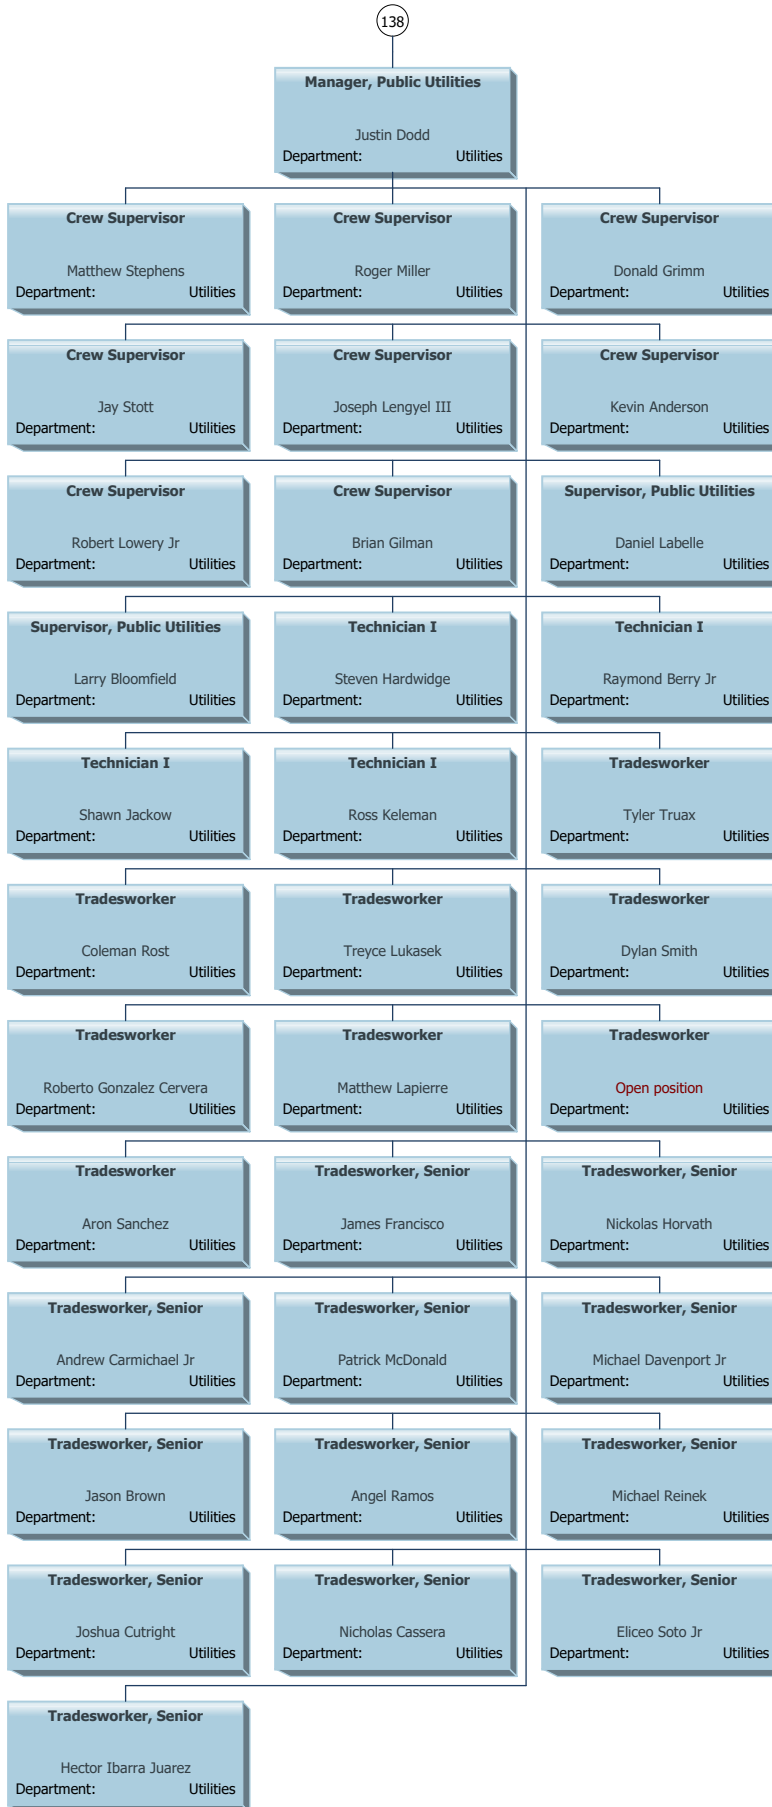 138
Manager, Public Utilities
Justin Dodd
Department: Utilities
Crew Supervisor
Matthew Stephens
Department: Utilities
Crew Supervisor
Roger Miller
Department: Utilities
Crew Supervisor
Donald Grimm
Department: Utilities
Crew Supervisor
Jay Stott
Department: Utilities
Crew Supervisor
Joseph Lengyel III
Department: Utilities
Crew Supervisor
Kevin Anderson
Department: Utilities
Crew Supervisor
Robert Lowery Jr
Department: Utilities
Crew Supervisor
Brian Gilman
Department: Utilities
Supervisor, Public Utilities
Daniel Labelle
Department: Utilities
Supervisor, Public Utilities
Larry Bloomfield
Department: Utilities
Technician I
Steven Hardwidge
Department: Utilities
Technician I
Raymond Berry Jr
Department: Utilities
Technician I
Shawn Jackow
Department: Utilities
Technician I
Ross Keleman
Department: Utilities
Tradesworker
Tyler Truax
Department: Utilities
Tradesworker
Coleman Rost
Department: Utilities
Tradesworker
Treyce Lukasek
Department: Utilities
Tradesworker
Dylan Smith
Department: Utilities
Tradesworker
Roberto Gonzalez Cervera
Department: Utilities
Tradesworker
Matthew Lapierre
Department: Utilities
Tradesworker
Open position
Department: Utilities
Tradesworker
Aron Sanchez
Department: Utilities
Tradesworker, Senior
James Francisco
Department: Utilities
Tradesworker, Senior
Nickolas Horvath
Department: Utilities
Tradesworker, Senior
Andrew Carmichael Jr
Department: Utilities
Tradesworker, Senior
Patrick McDonald
Department: Utilities
Tradesworker, Senior
Michael Davenport Jr
Department: Utilities
Tradesworker, Senior
Jason Brown
Department: Utilities
Tradesworker, Senior
Angel Ramos
Department: Utilities
Tradesworker, Senior
Michael Reinek
Department: Utilities
Tradesworker, Senior
Joshua Cutright
Department: Utilities
Tradesworker, Senior
Nicholas Cassera
Department: Utilities
Tradesworker, Senior
Eliceo Soto Jr
Department: Utilities
Tradesworker, Senior
Hector Ibarra Juarez
Department: Utilities